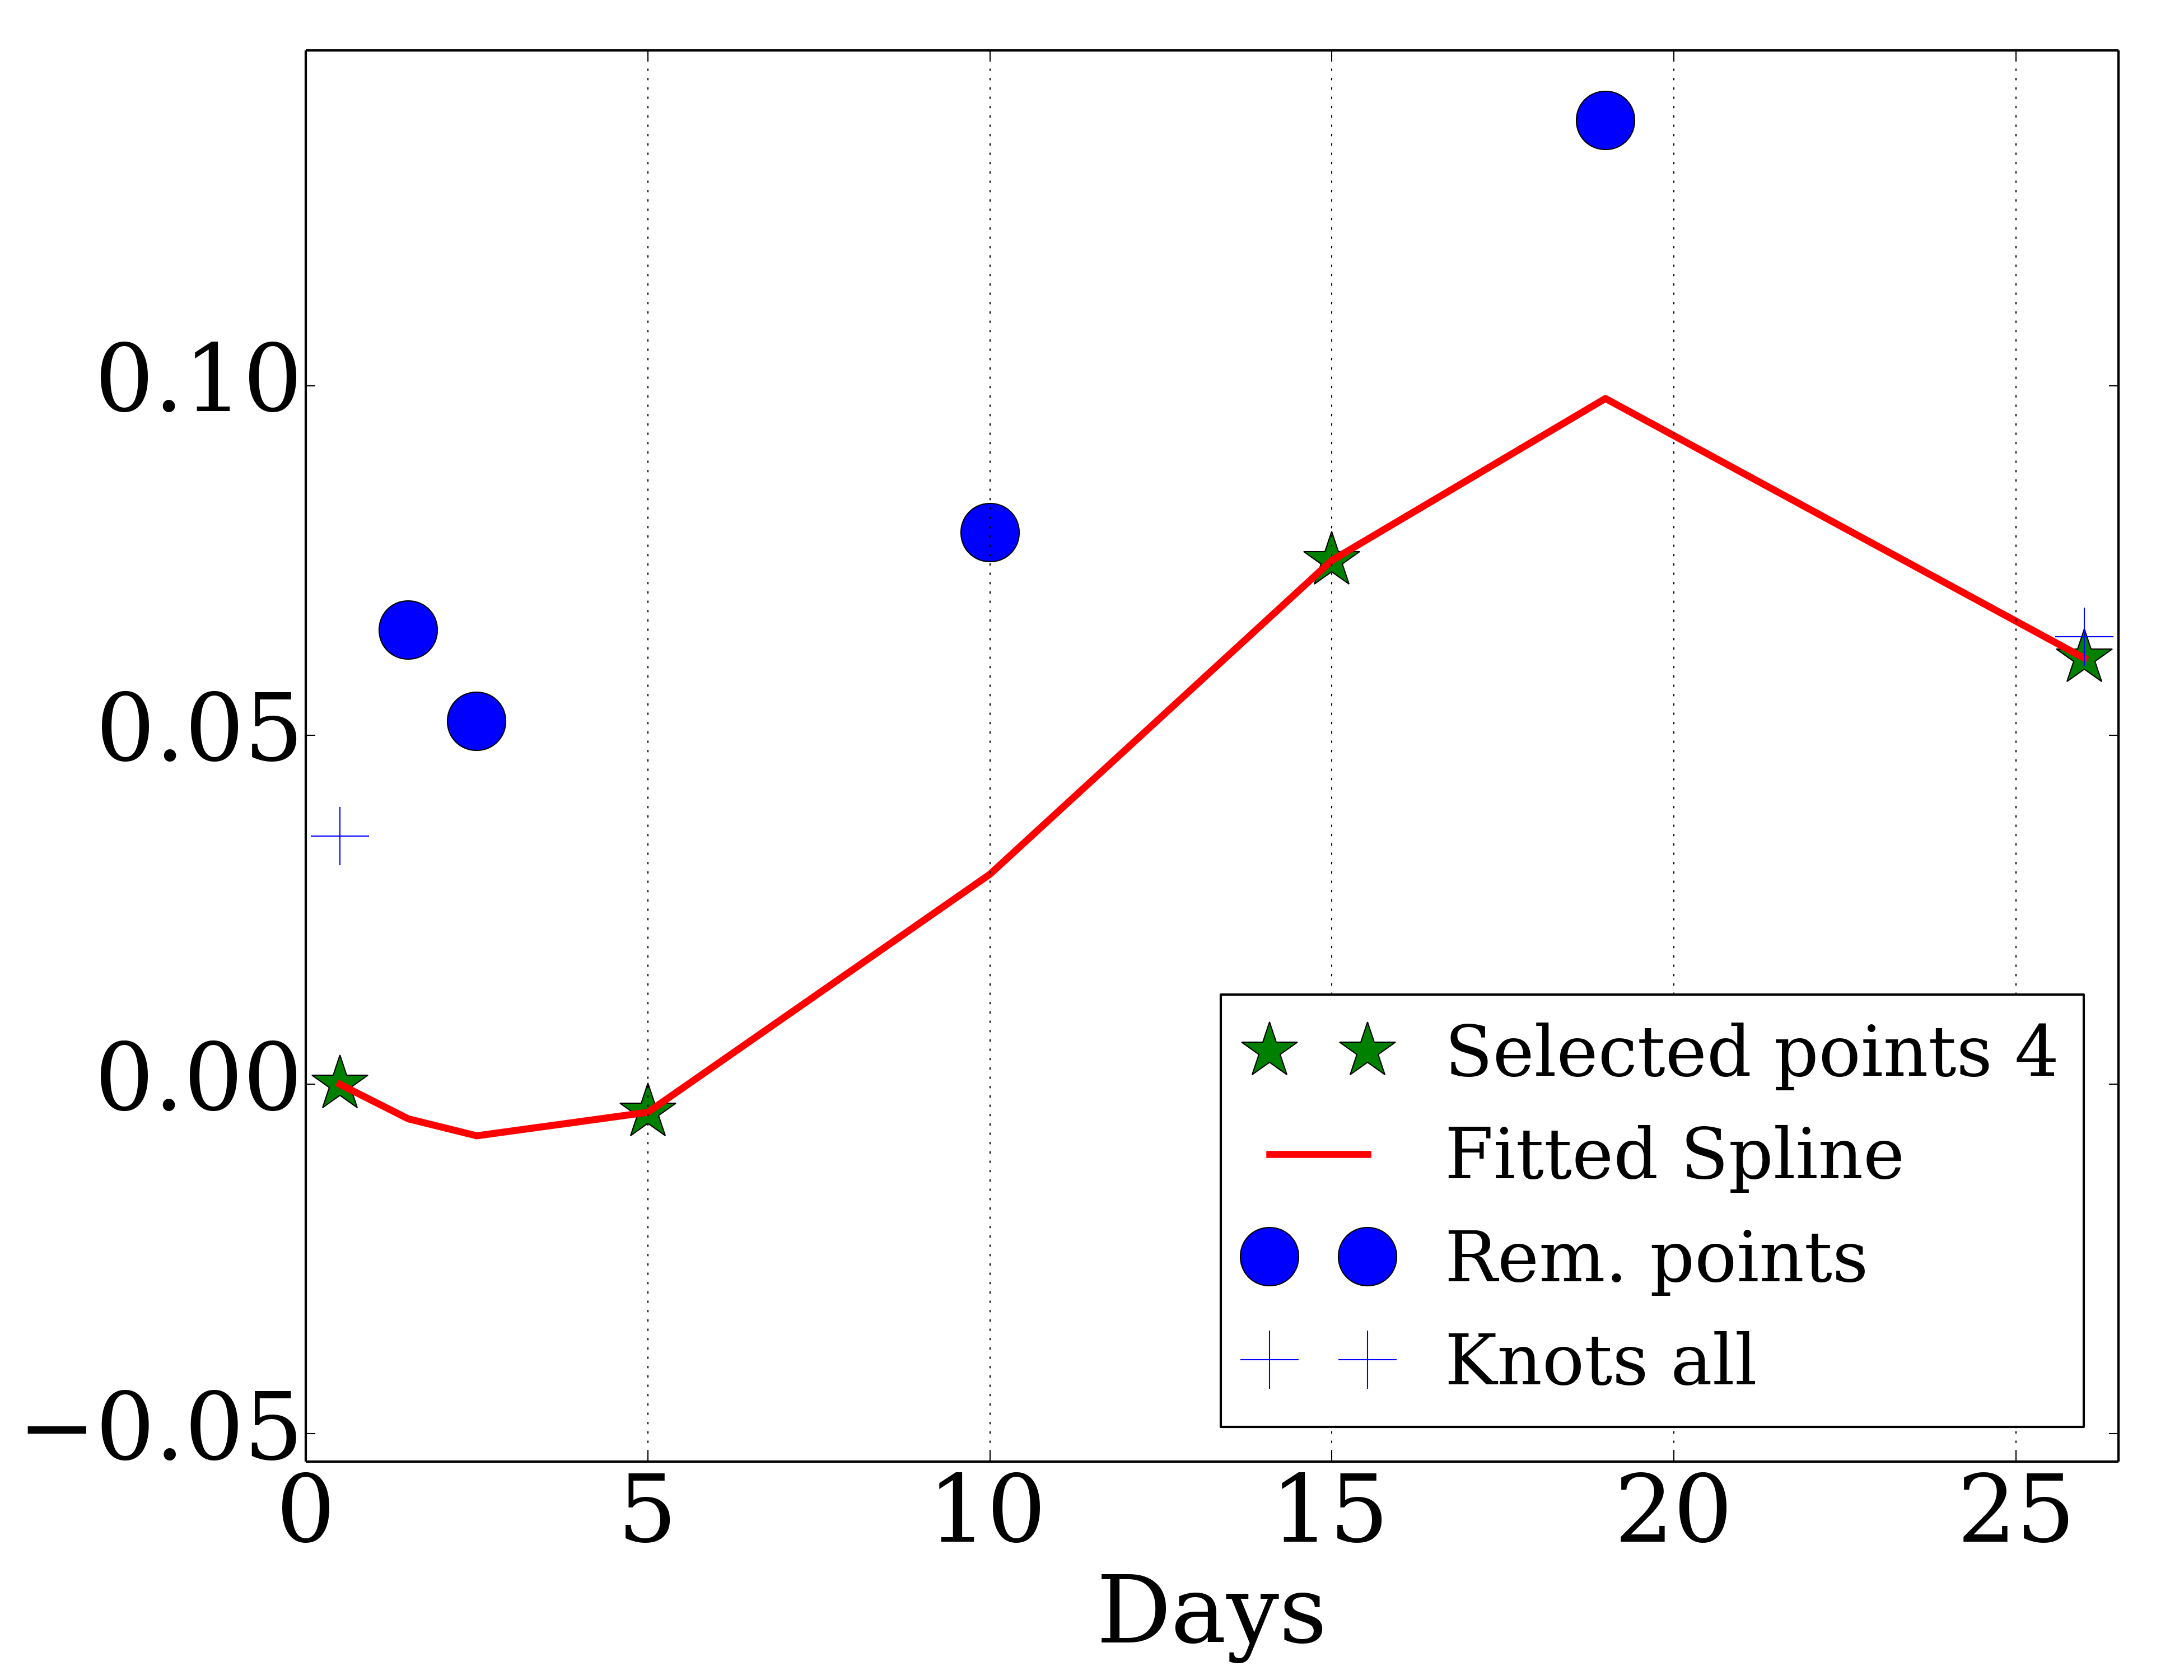 0.10
0.05
0.00
−0.05
0 5 10 15 20 25
Days
Selected points 4
Fitted Spline
Rem. points
Knots all